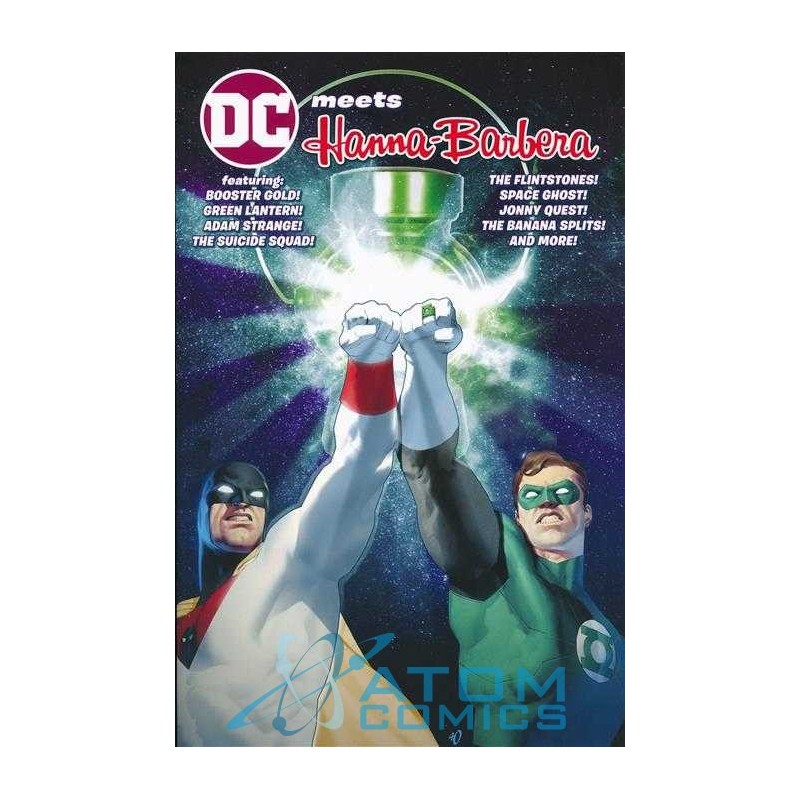 DC
meets
Hanna-Barbera
featuring:
BOOSTER GOLD!
GREEN LANTERN!
ADAM STRANGE!
THE SUICIDE SQUAD!
THE FLINTSTONES!
SPACE GHOST!
JONNY QUEST!
THE BANANA SPLITS!
AND MORE!
ATOM
COMICS